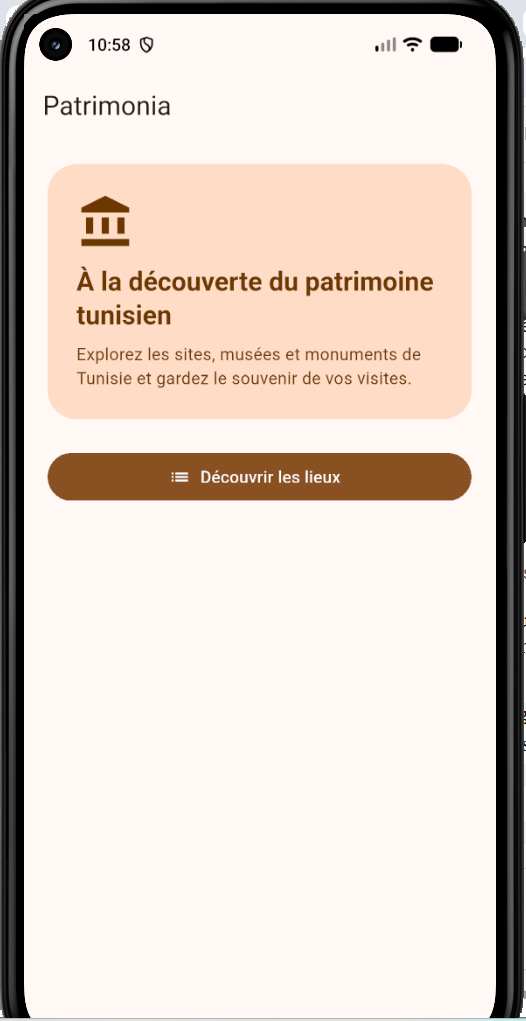 10:58
Patrimonia
À la découverte du patrimoine
tunisien
Explorez les sites, musées et monuments de
Tunisie et gardez le souvenir de vos visites.
Découvrir les lieux